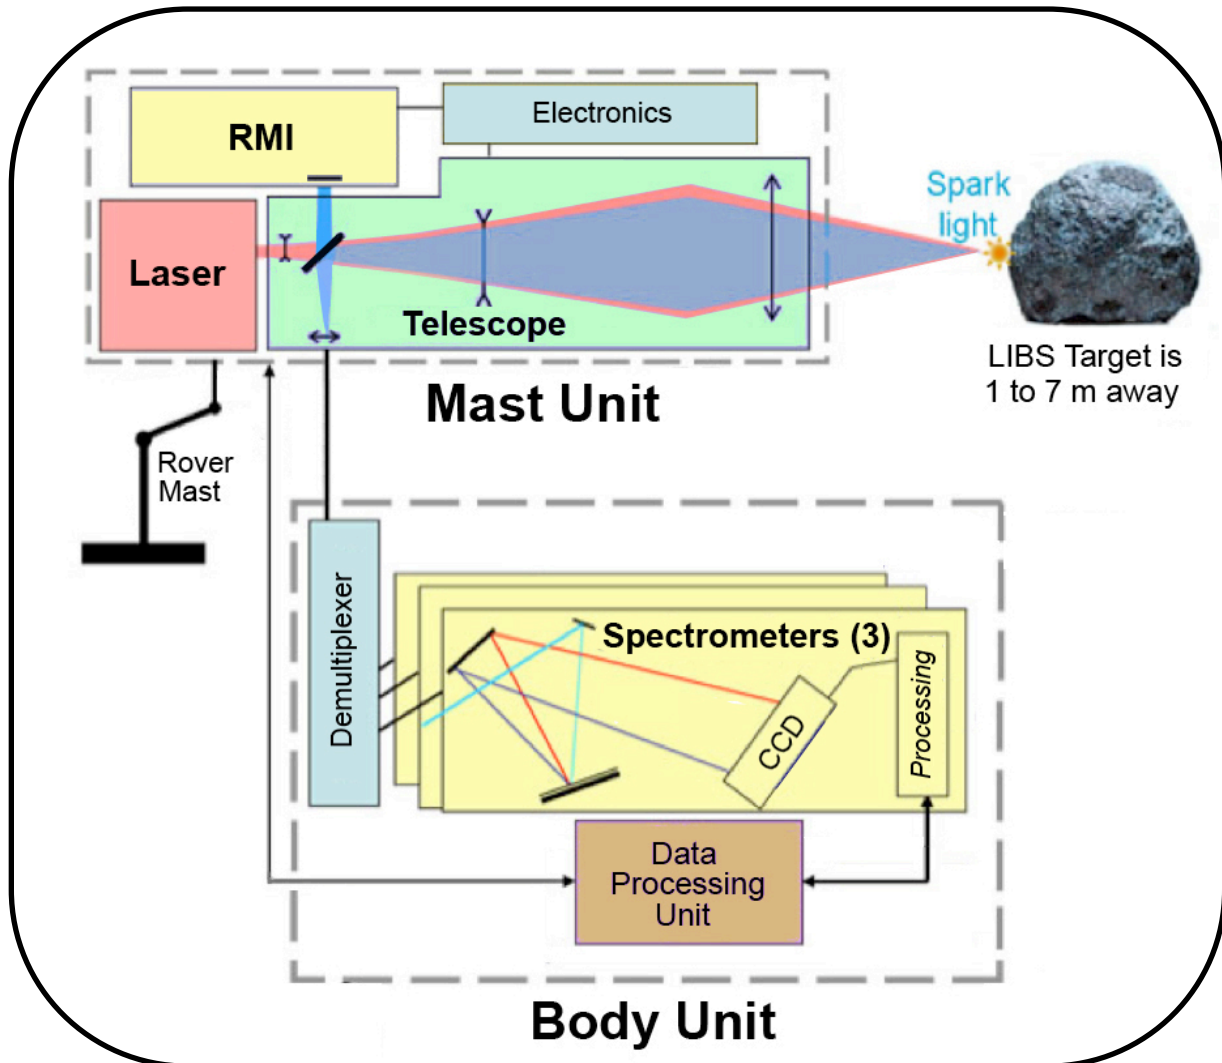 RMI
Electronics
Laser
Telescope
Spark
light
LIBS Target is
1 to 7 m away
Mast Unit
Rover
Mast
Demultiplexer
Spectrometers (3)
CCD
Processing
Data
Processing
Unit
Body Unit